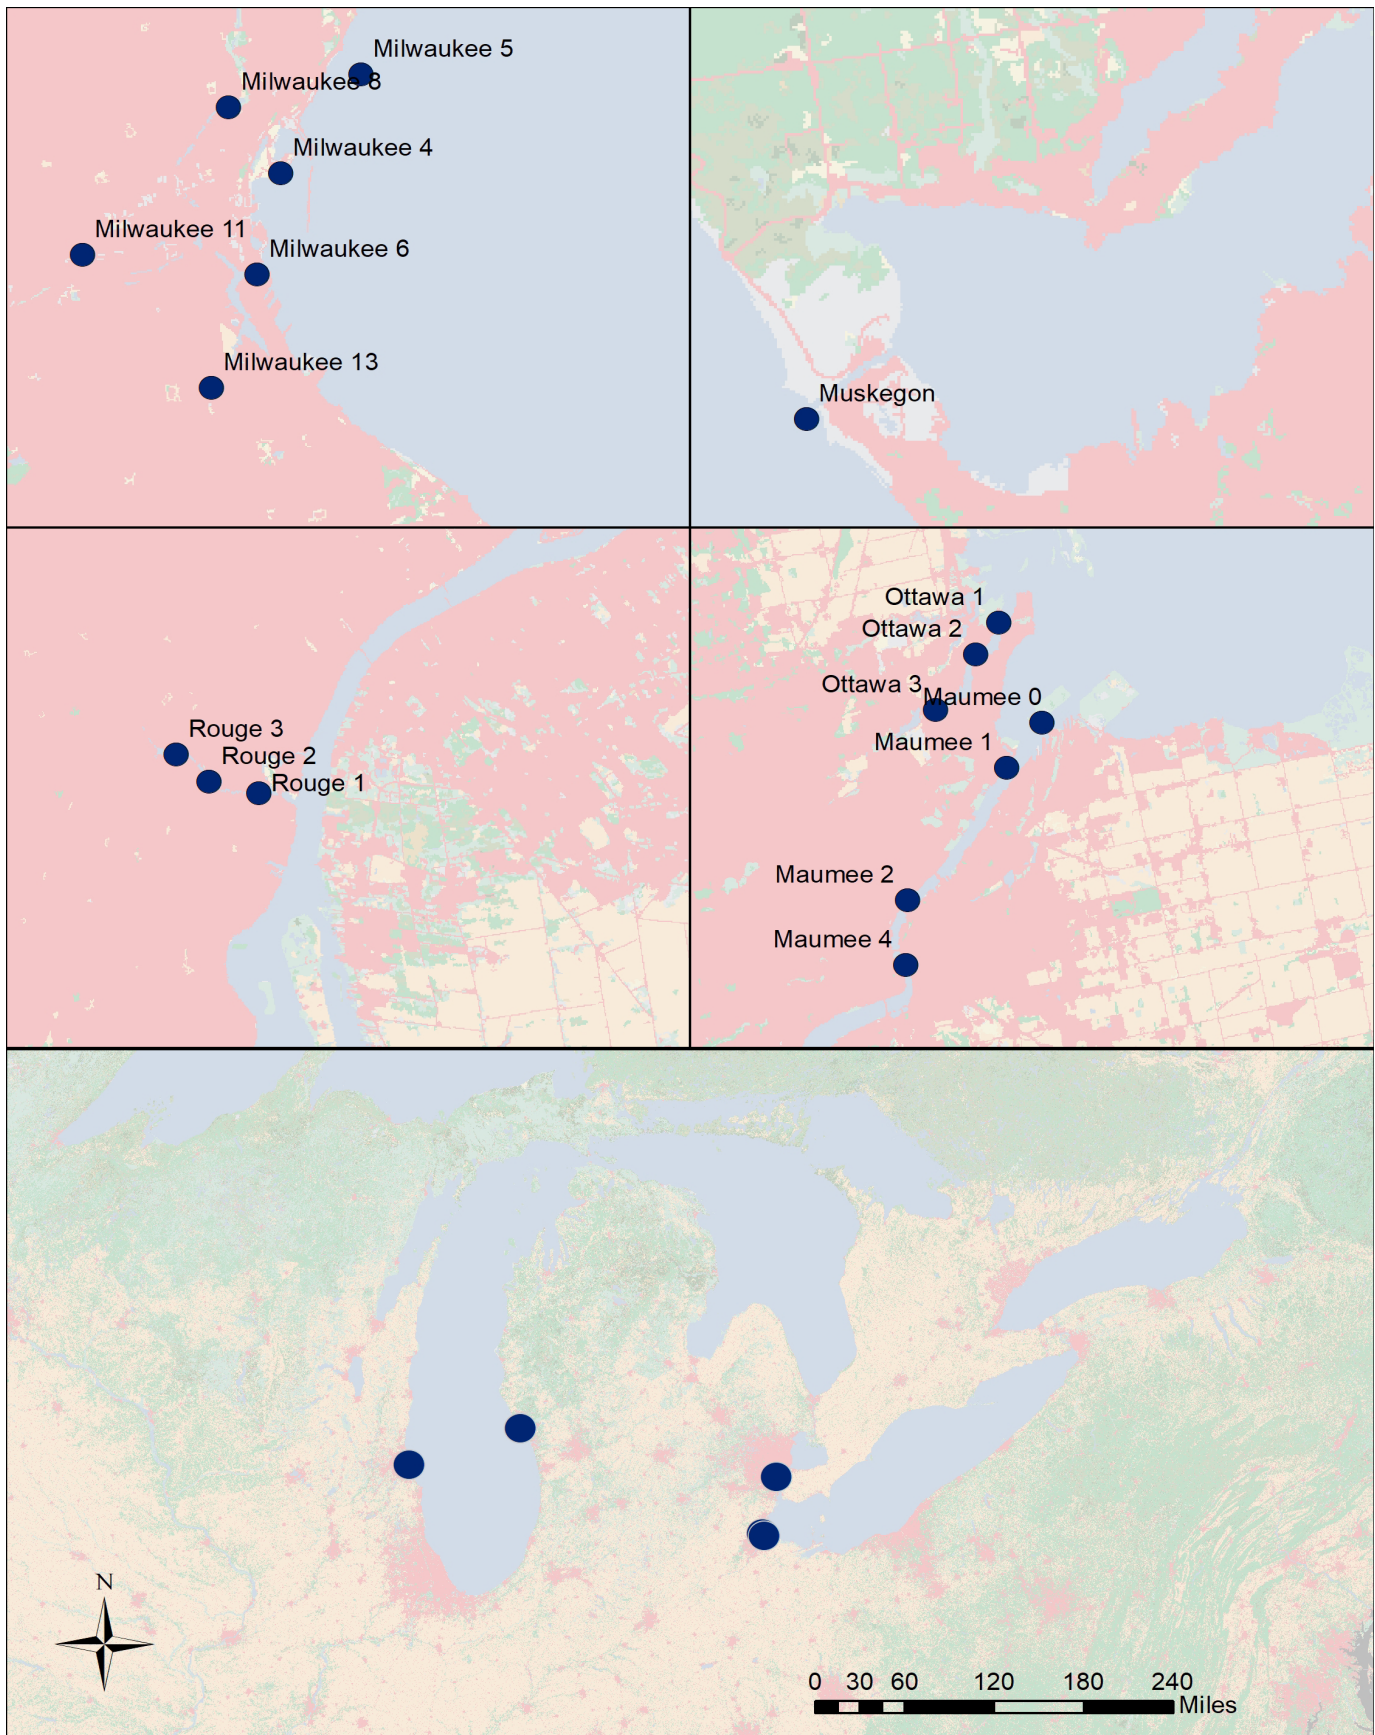 Milwaukee 5
Milwaukee 8
Milwaukee 4
Milwaukee 11
Milwaukee 6
Milwaukee 13
Muskegon
Rouge 3
Rouge 2
Rouge 1
Ottawa 1
Ottawa 2
Ottawa 3
Maumee 0
Maumee 1
Maumee 2
Maumee 4
N
0 30 60 120 180 240
Miles